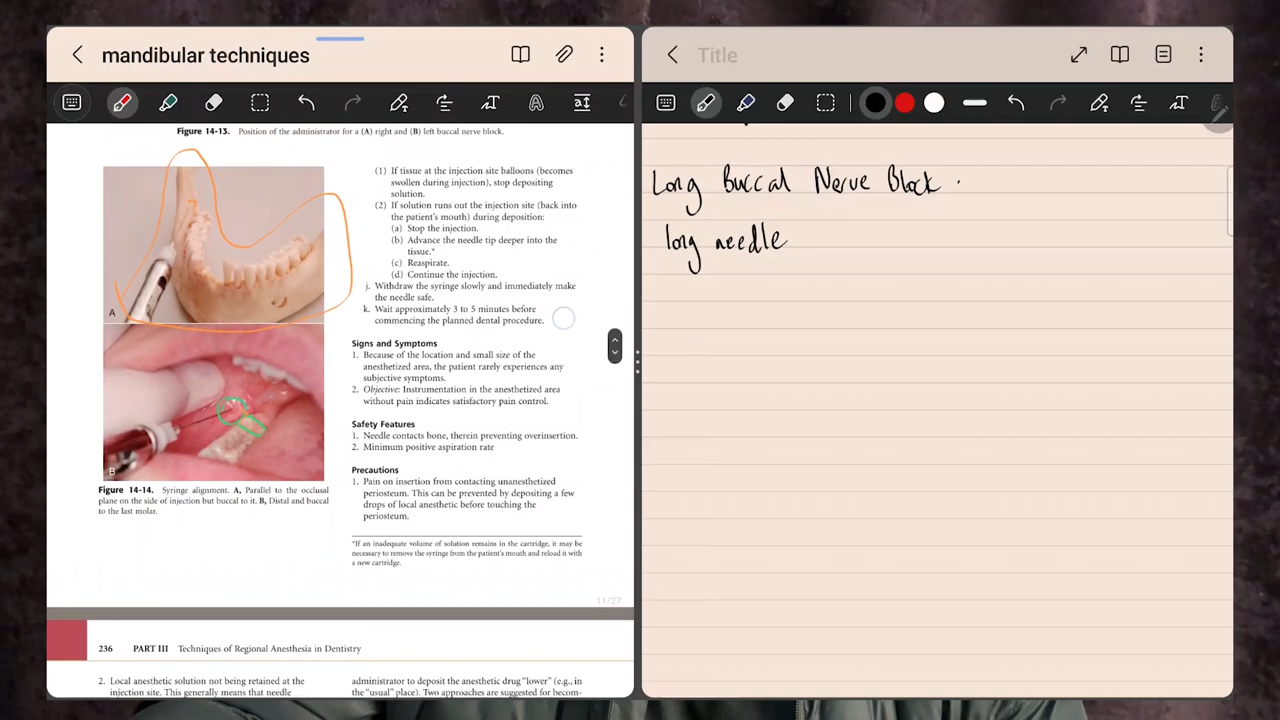 mandibular techniques
Title
Figure 14-13. Position of the administrator for a (A) right and (B) left buccal nerve block.
A
B
Figure 14-14. Syringe alignment. A, Parallel to the occlusal
plane on the side of injection but buccal to it. B, Distal and buccal
to the last molar.
(1) If tissue at the injection site balloons (becomes
swollen during injection), stop depositing
solution.
(2) If solution runs out the injection site (back into
the patient's mouth) during deposition:
(a) Stop the injection.
(b) Advance the needle tip deeper into the
tissue.*
(c) Reaspirate.
(d) Continue the injection.
j. Withdraw the syringe slowly and immediately make
the needle safe.
k. Wait approximately 3 to 5 minutes before
commencing the planned dental procedure.
Signs and Symptoms
1. Because of the location and small size of the
anesthetized area, the patient rarely experiences any
subjective symptoms.
2. Objective: Instrumentation in the anesthetized area
without pain indicates satisfactory pain control.
Safety Features
1. Needle contacts bone, therein preventing overinsertion.
2. Minimum positive aspiration rate
Precautions
1. Pain on insertion from contacting unanesthetized
periosteum. This can be prevented by depositing a few
drops of local anesthetic before touching the
periosteum.
*If an inadequate volume of solution remains in the cartridge, it may be
necessary to remove the syringe from the patient's mouth and reload it with
a new cartridge.
11/27
236 PART III Techniques of Regional Anesthesia in Dentistry
2. Local anesthetic solution not being retained at the
injection site. This generally means that needle
administrator to deposit the anesthetic drug "lower" (e.g., in
the "usual" place). Two approaches are suggested for becom-
Long Buccal Nerve Block .
long needle